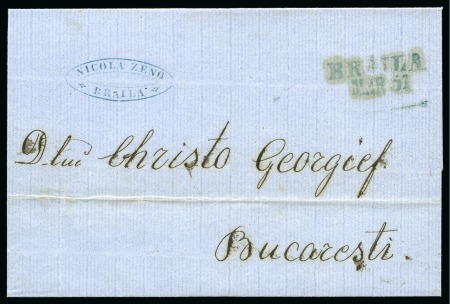 NICOLA ZENO
BRAILA
BRAILA
MAR 31
Dlui Christo Georgief.
Bucaresti.